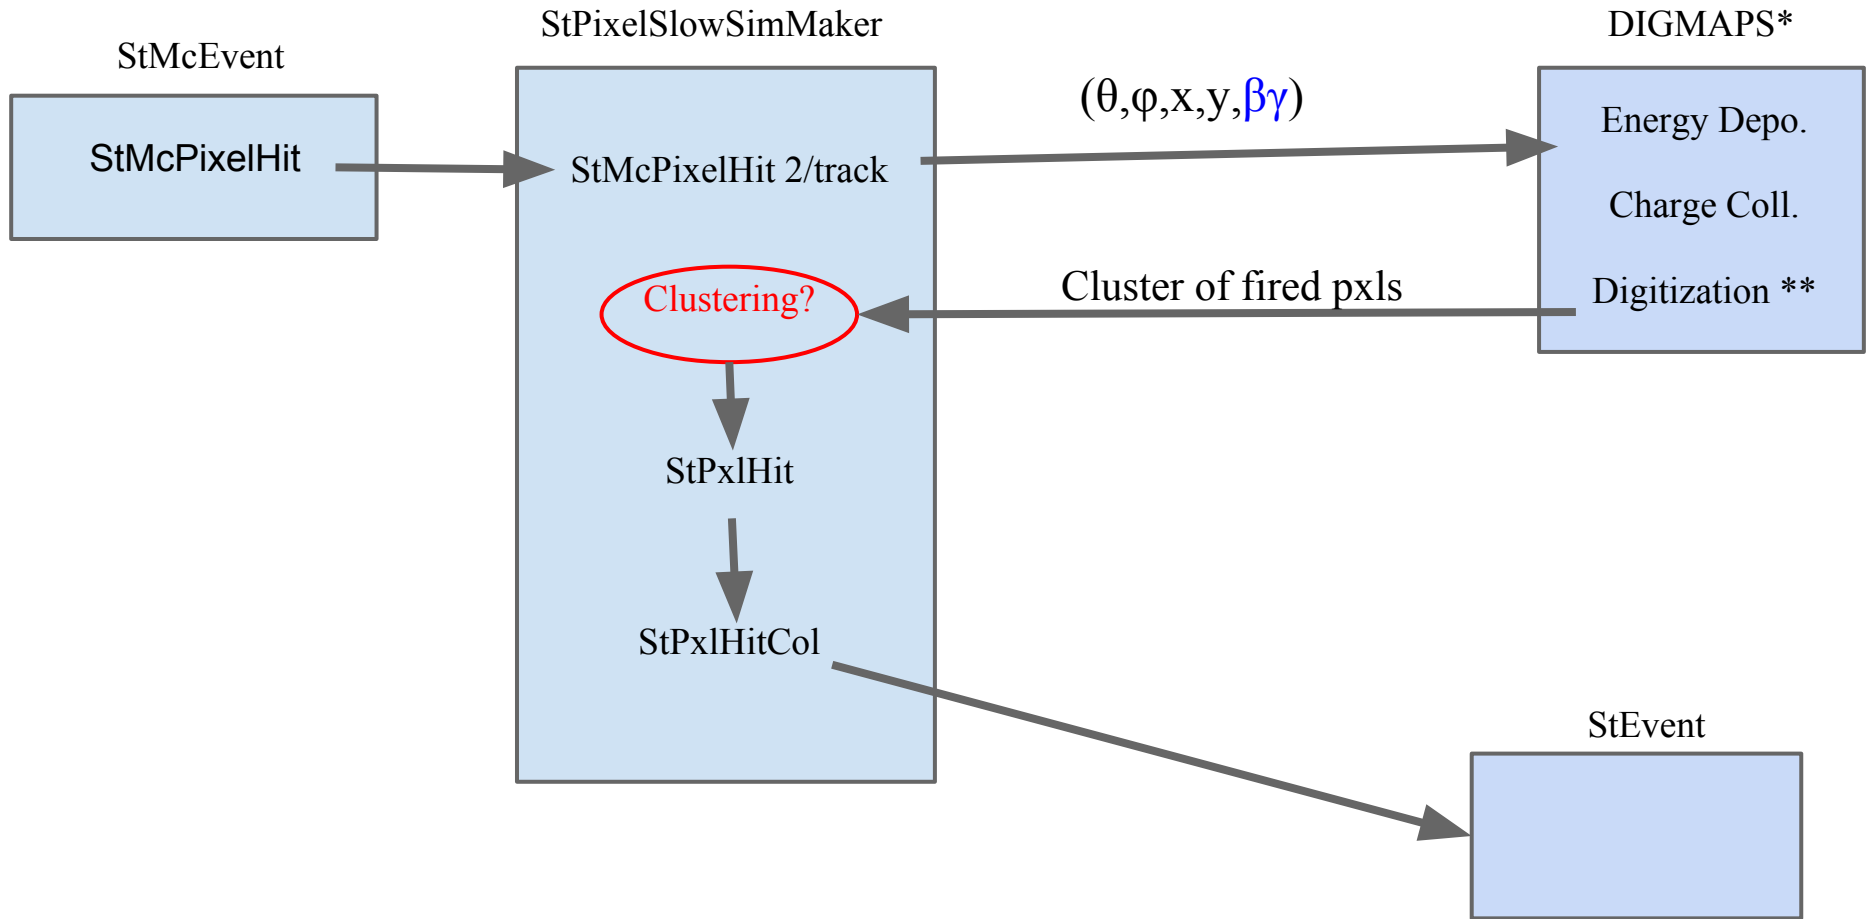 StMcEvent
StMcPixelHit
StPixelSlowSimMaker
StMcPixelHit 2/track
Clustering?
StPxlHit
StPxlHitCol
(θ,φ,x,y,βγ)
Cluster of fired pxls
DIGMAPS*
Energy Depo.
Charge Coll.
Digitization **
StEvent